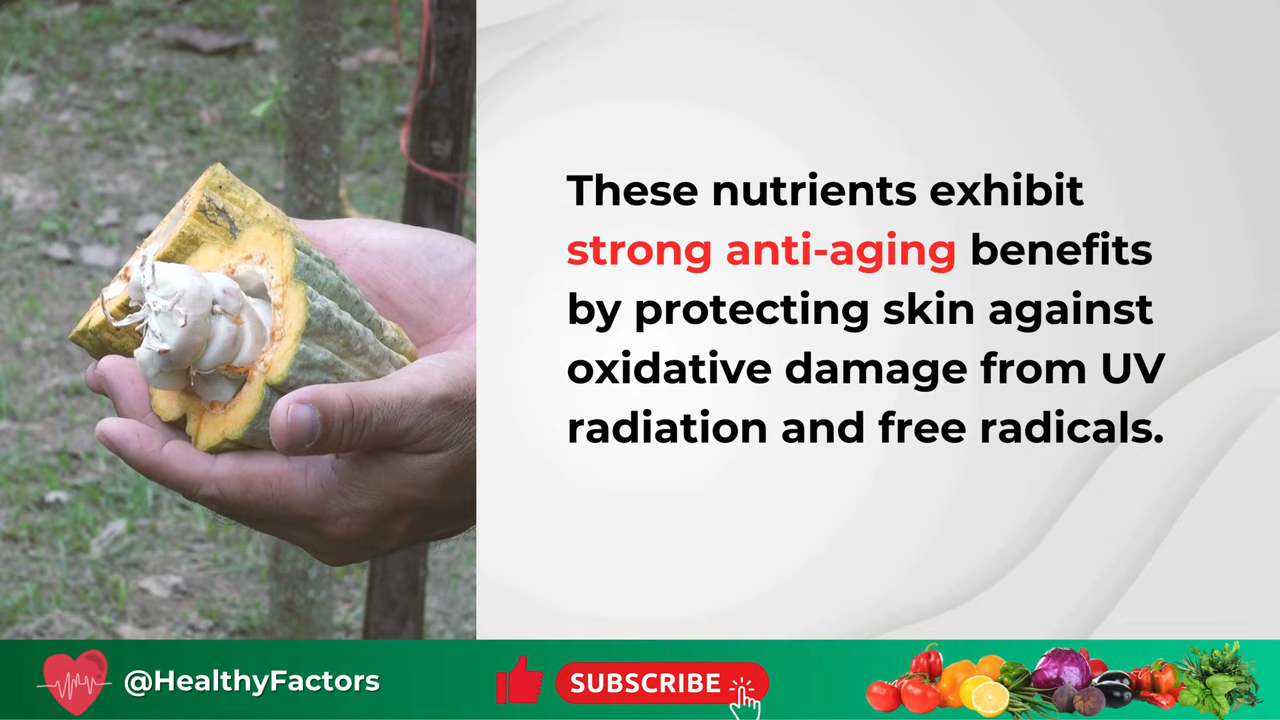 These nutrients exhibit
strong anti-aging benefits
by protecting skin against
oxidative damage from UV
radiation and free radicals.
@HealthyFactors
SUBSCRIBE